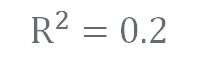 R² = 0.2